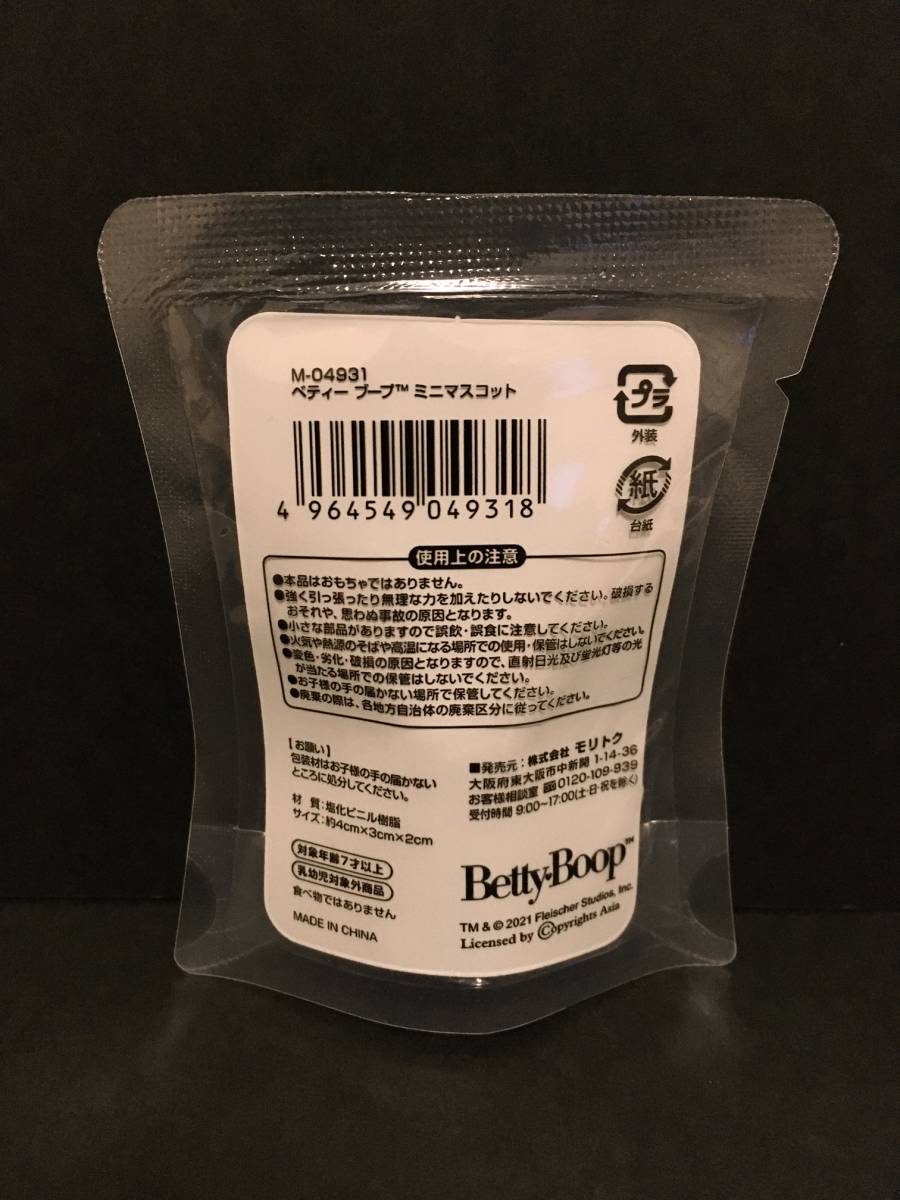 M-04931
ベティー ブープ™ ミニマスコット
プラ
外装
紙
台紙
4 964549 049318
使用上の注意
●本品はおもちゃではありません。
●強く引っ張ったり無理な力を加えたりしないでください。破損する
おそれや、思わぬ事故の原因となります。
●小さな部品がありますので誤飲・誤食に注意してください。
●火気や熱源のそばや高温になる場所での使用・保管はしないでください。
●変色・劣化・破損の原因となりますので、直射日光及び蛍光灯等の光
が当たる場所での保管はしないでください。
●お子様の手の届かない場所で保管してください。
●廃棄の際は、各地方自治体の廃棄区分に従ってください。
【お願い】
包装材はお子様の手の届かない
ところに処分してください。
材 質：塩化ビニル樹脂
サイズ：約4cm×3cm×2cm
対象年齢7才以上
乳幼児対象外商品
食べ物ではありません
MADE IN CHINA
■発売元：株式会社 モリトク
大阪府東大阪市中新開 1-14-36
お客様相談室 0120-109-939
受付時間 9:00~17:00(土・日・祝を除く)
Betty Boop™
TM & © 2021 Fleischer Studios, Inc.
Licensed by Copyrights Asia